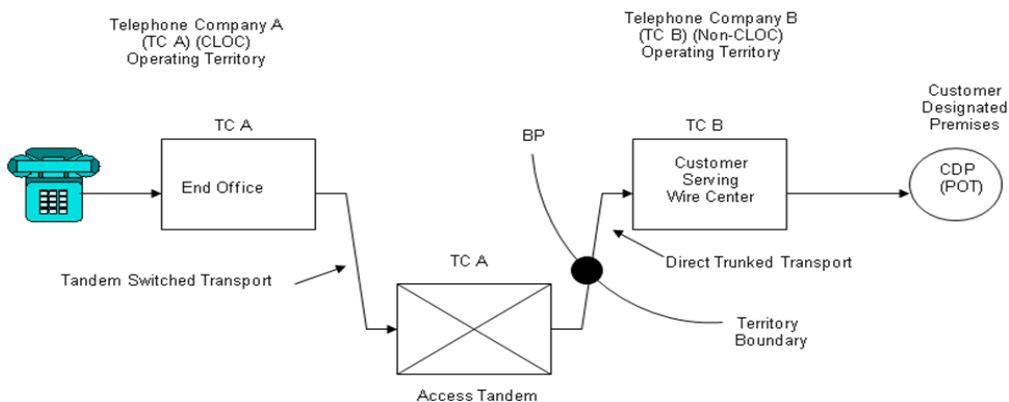 Telephone Company A
(TC A) (CLOC)
Operating Territory
Telephone Company B
(TC B) (Non-CLOC)
Operating Territory
Customer
Designated
Premises
TC A
BP
TC B
End Office
Customer
Serving
Wire Center
CDP
(POT)
Tandem Switched Transport
TC A
Direct Trunked Transport
Territory
Boundary
Access Tandem